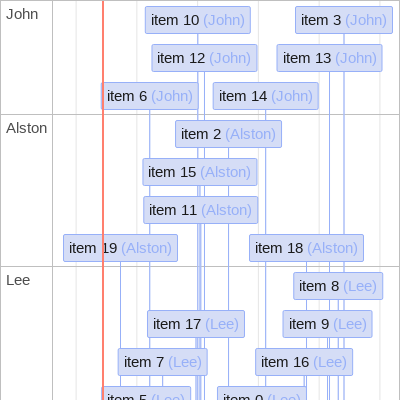 John
item 10 (John)
item 3 (John)
item 12 (John)
item 13 (John)
item 6 (John)
item 14 (John)
Alston
item 2 (Alston)
item 15 (Alston)
item 11 (Alston)
item 19 (Alston)
item 18 (Alston)
Lee
item 8 (Lee)
item 17 (Lee)
item 9 (Lee)
item 7 (Lee)
item 16 (Lee)
item 5 (Lee)
item 0 (Lee)